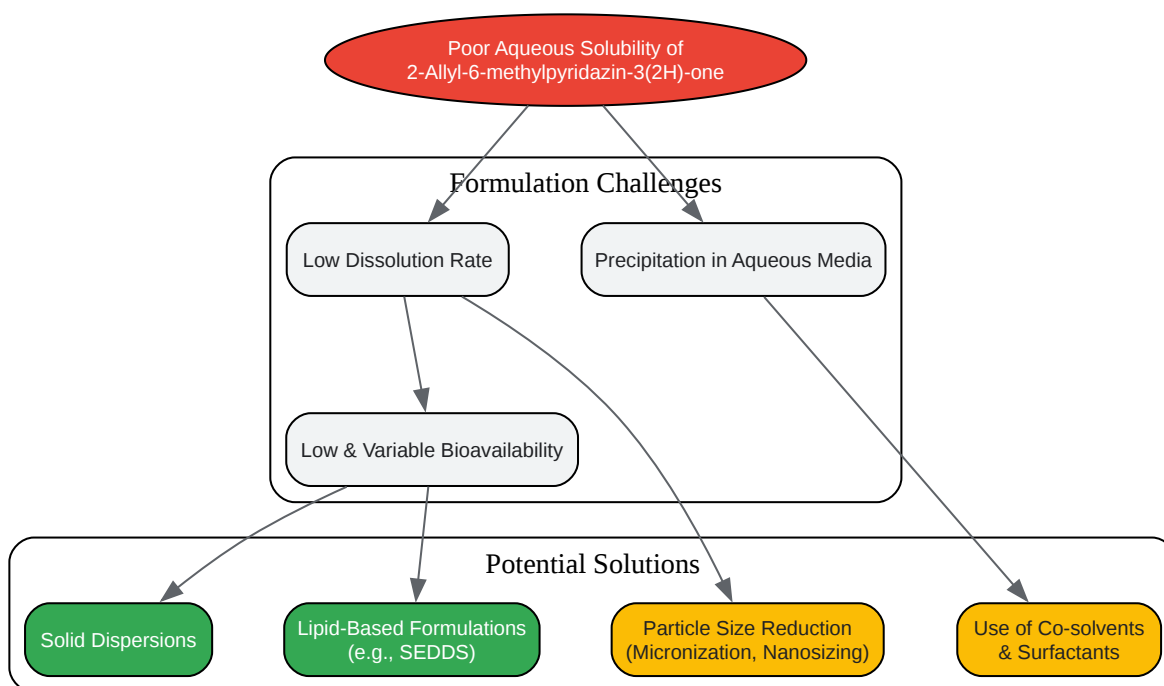 Poor Aqueous Solubility of
2-Allyl-6-methylpyridazin-3(2H)-one
Formulation Challenges
Low Dissolution Rate
Precipitation in Aqueous Media
Low & Variable Bioavailability
Potential Solutions
Solid Dispersions
Lipid-Based Formulations
(e.g., SEDDS)
Particle Size Reduction
(Micronization, Nanosizing)
Use of Co-solvents
& Surfactants